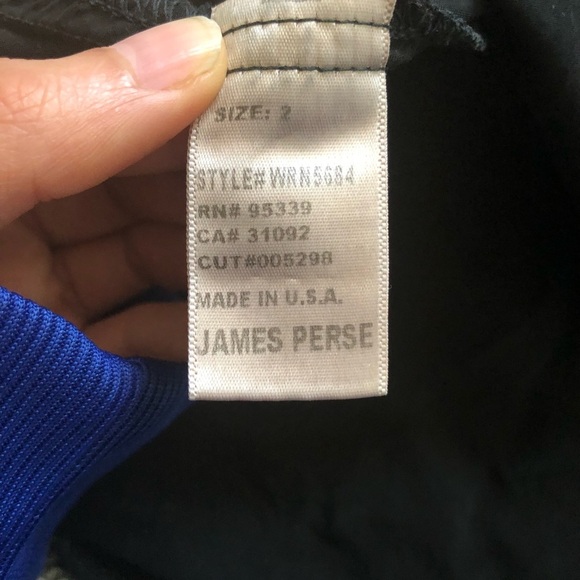 SIZE: 2
STYLE# WRN5684
RN# 95339
CA# 31092
CUT#005298
MADE IN U.S.A.
JAMES PERSE